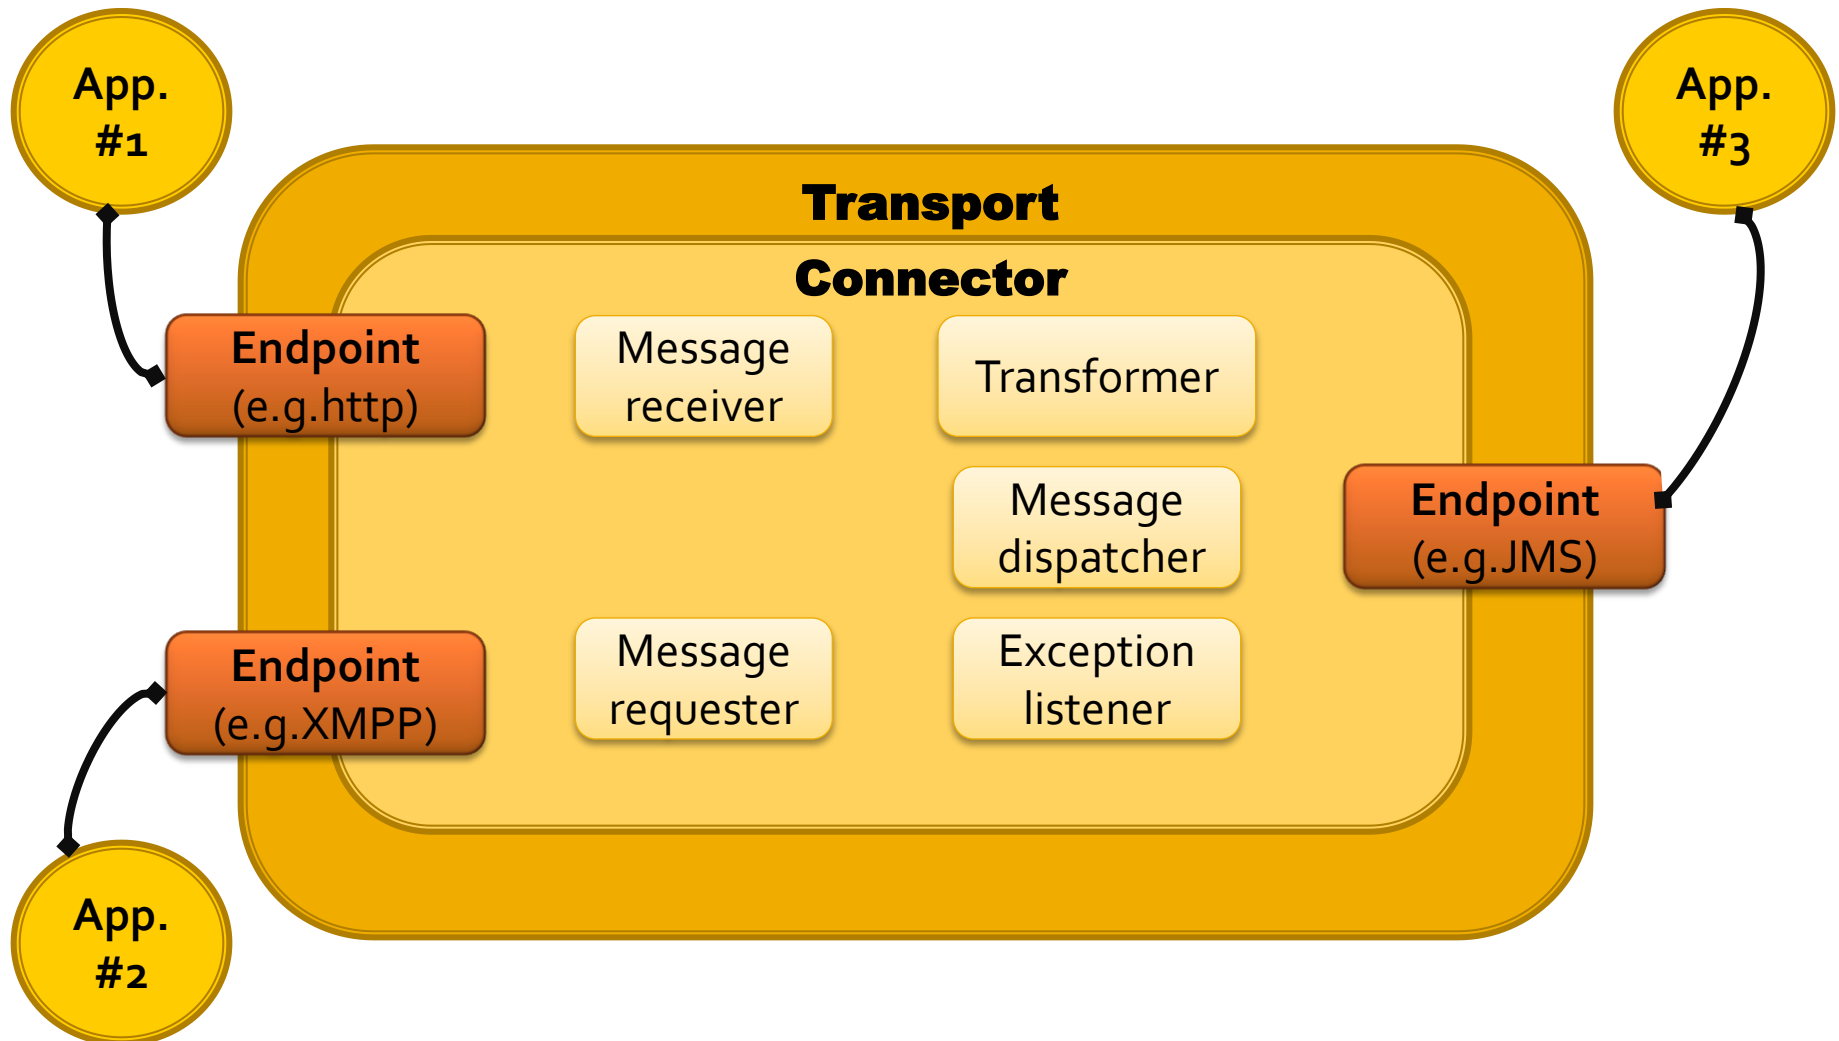 App.
#1
App.
#3
Transport
Connector
Endpoint
(e.g.http)
Message
receiver
Transformer
Message
dispatcher
Endpoint
(e.g.JMS)
Endpoint
(e.g.XMPP)
Message
requester
Exception
listener
App.
#2